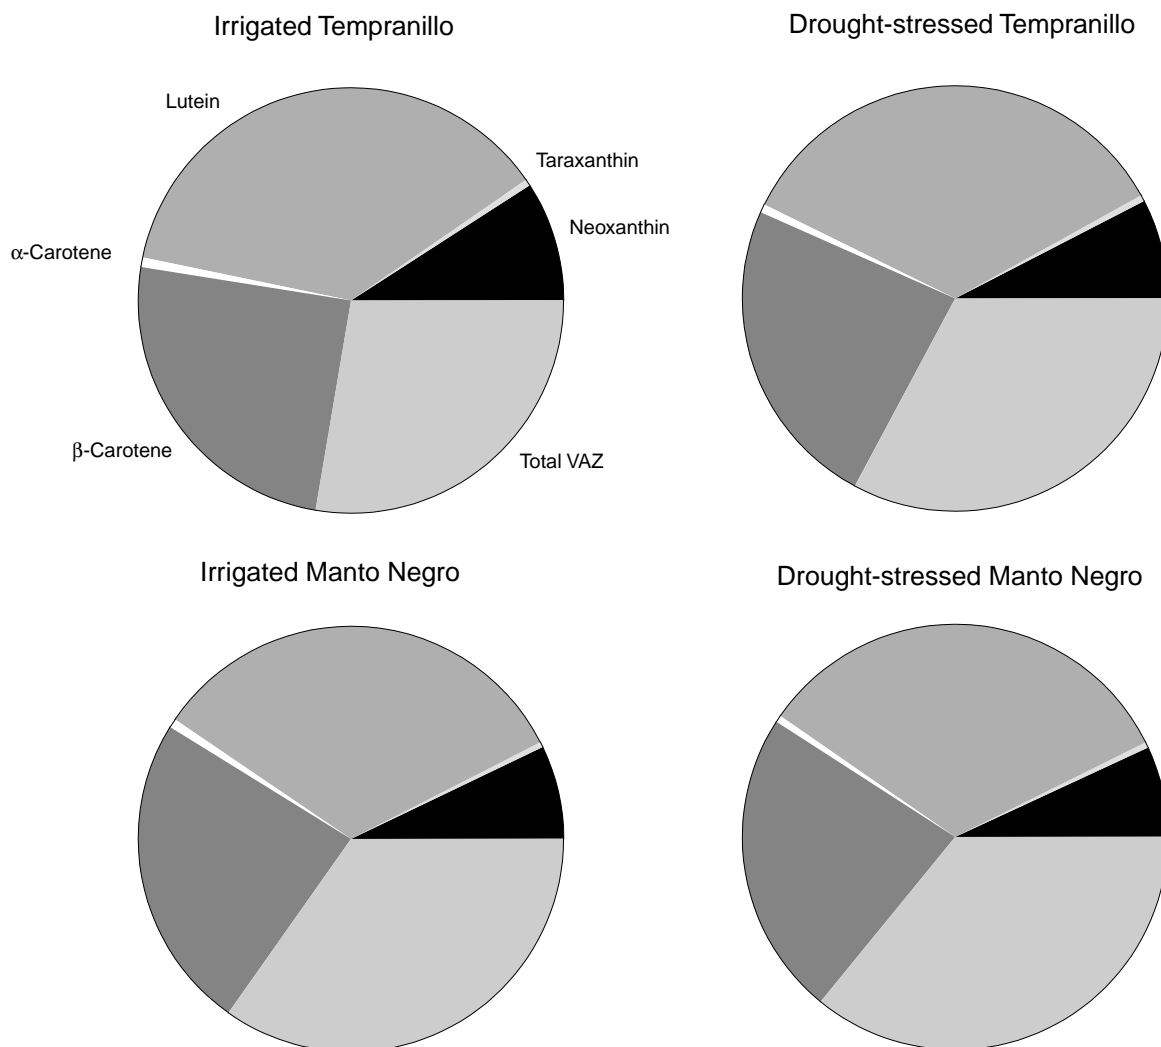 Irrigated Tempranillo
Drought-stressed Tempranillo
Lutein
Taraxanthin
Neoxanthin
α-Carotene
β-Carotene
Total VAZ
Irrigated Manto Negro
Drought-stressed Manto Negro